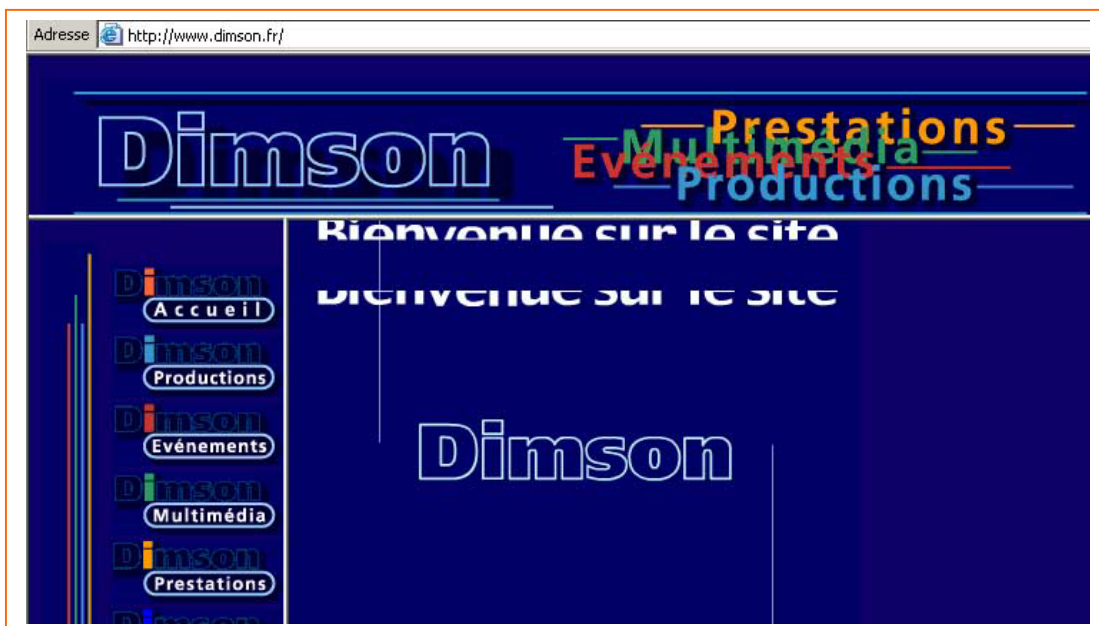 Adresse http://www.dimson.fr/
Dimson
Prestations
Multimédia
Evénements
Productions
Bienvenue sur le site
Bienvenue sur le site
Dimson
Accueil
Dimson
Productions
Dimson
Evénements
Dimson
Multimédia
Dimson
Prestations
Dimson
Dimson